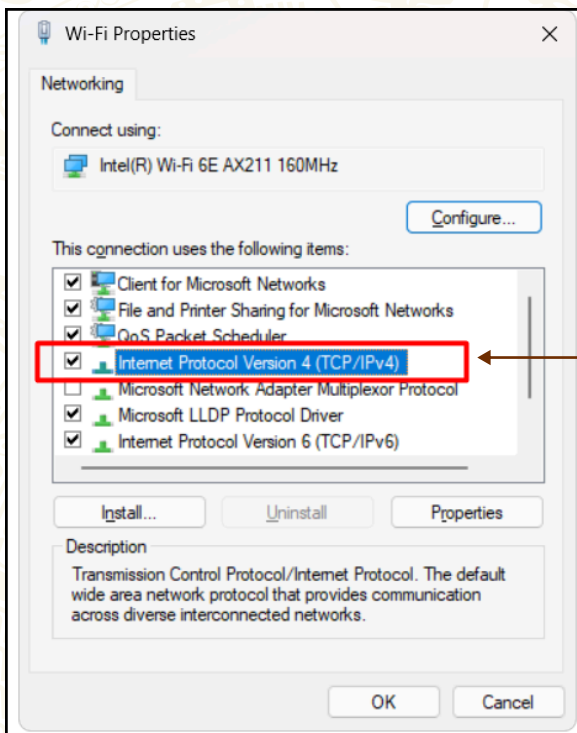 Wi-Fi Properties
Networking
Connect using:
Intel(R) Wi-Fi 6E AX211 160MHz
Configure...
This connection uses the following items:
Client for Microsoft Networks
File and Printer Sharing for Microsoft Networks
QoS Packet Scheduler
Internet Protocol Version 4 (TCP/IPv4)
Microsoft Network Adapter Multiplexor Protocol
Microsoft LLDP Protocol Driver
Internet Protocol Version 6 (TCP/IPv6)
Install... Uninstall Properties
Description
Transmission Control Protocol/Internet Protocol. The default
wide area network protocol that provides communication
across diverse interconnected networks.
OK Cancel